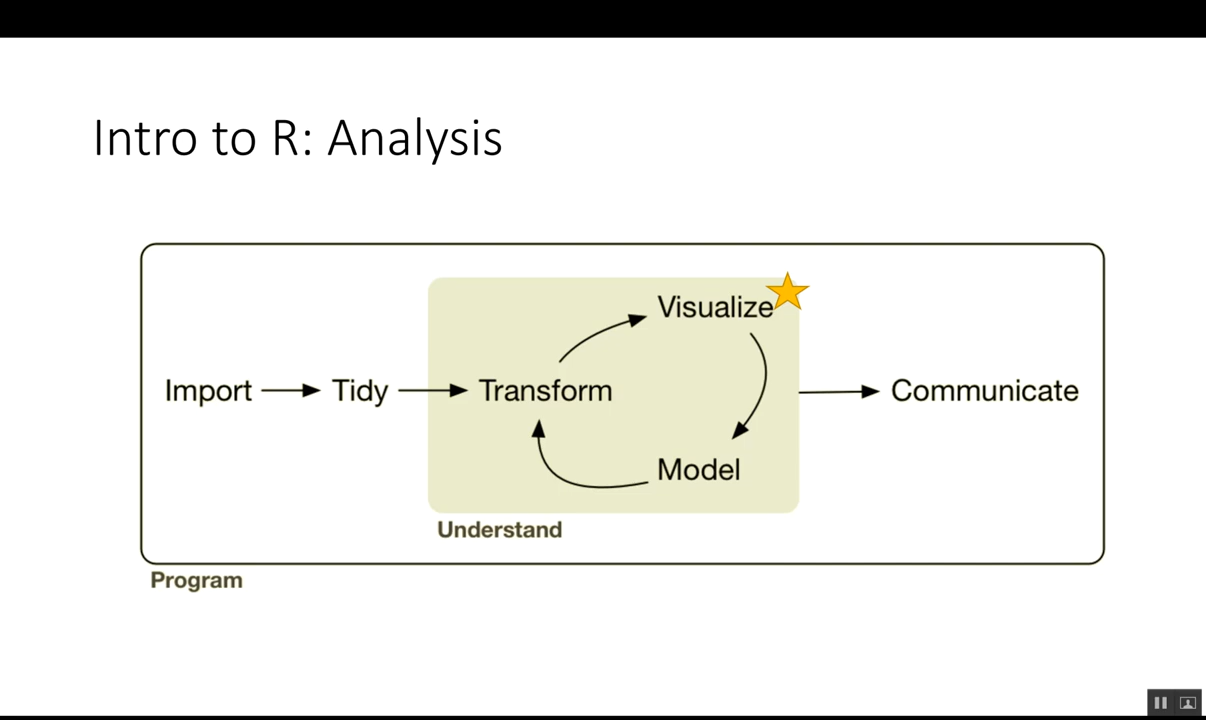 Intro to R: Analysis
Visualize
Import
Tidy
Transform
Communicate
Model
Understand
Program